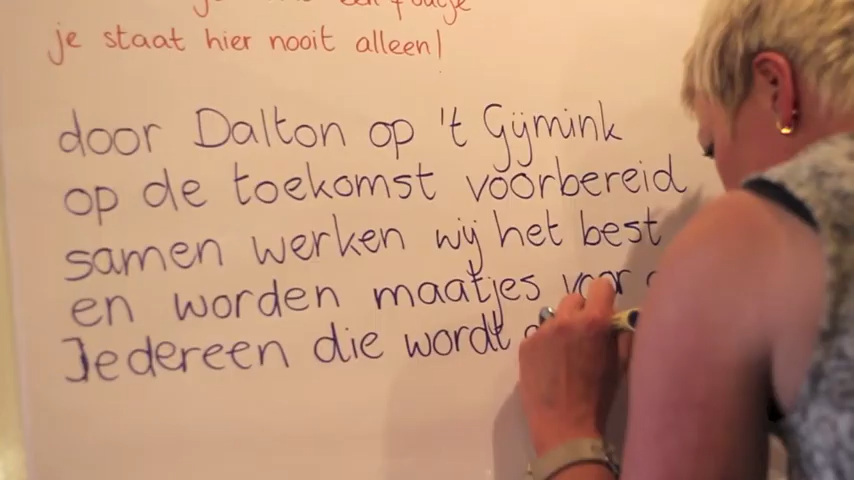 je staat hier nooit alleen!
door Dalton op 't Gijmink
op de toekomst voorbereid
samen werken wij het best
en worden maatjes voor
Iedereen die wordt